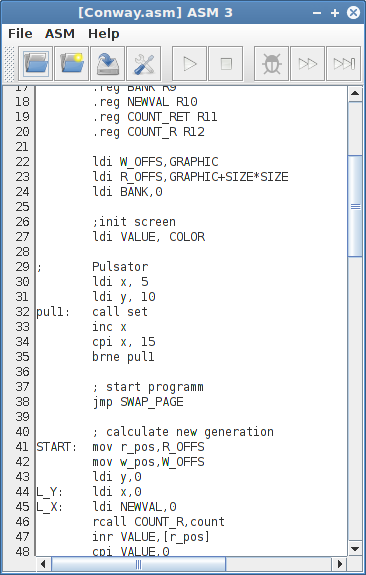 [Conway.asm] ASM 3
File ASM Help
17 .reg BANK R9
18 .reg NEWVAL R10
19 .reg COUNT_RET R11
20 .reg COUNT_R R12
21
22 ldi W_OFFS,GRAPHIC
23 ldi R_OFFS,GRAPHIC+SIZE*SIZE
24 ldi BANK,0
25
26 ;init screen
27 ldi VALUE, COLOR
28
29 ; Pulsator
30 ldi x, 5
31 ldi y, 10
32 pul1: call set
33 inc x
34 cpi x, 15
35 brne pul1
36
37 ; start programm
38 jmp SWAP_PAGE
39
40 ; calculate new generation
41 START: mov r_pos,R_OFFS
42 mov w_pos,W_OFFS
43 ldi y,0
44 L_Y: ldi x,0
45 L_X: ldi NEWVAL,0
46 rcall COUNT_R,count
47 inr VALUE,[r_pos]
48 cpi VALUE,0